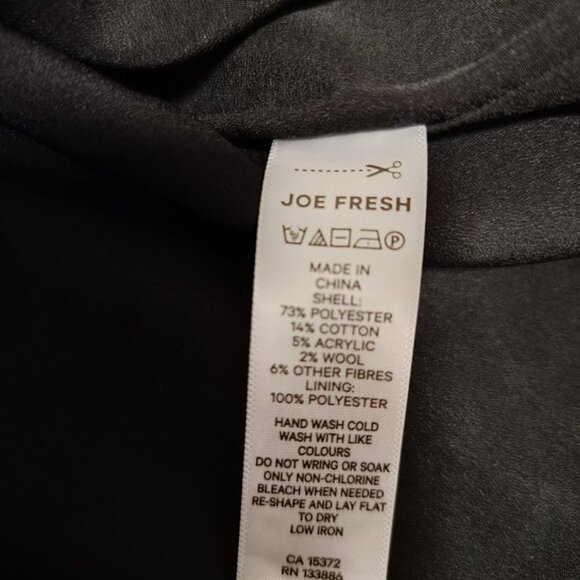 JOE FRESH
MADE IN
CHINA
SHELL:
73% POLYESTER
14% COTTON
5% ACRYLIC
2% WOOL
6% OTHER FIBRES
LINING:
100% POLYESTER
HAND WASH COLD
WASH WITH LIKE
COLOURS
DO NOT WRING OR SOAK
ONLY NON-CHLORINE
BLEACH WHEN NEEDED
RE-SHAPE AND LAY FLAT
TO DRY
LOW IRON
CA 15372
RN 133886